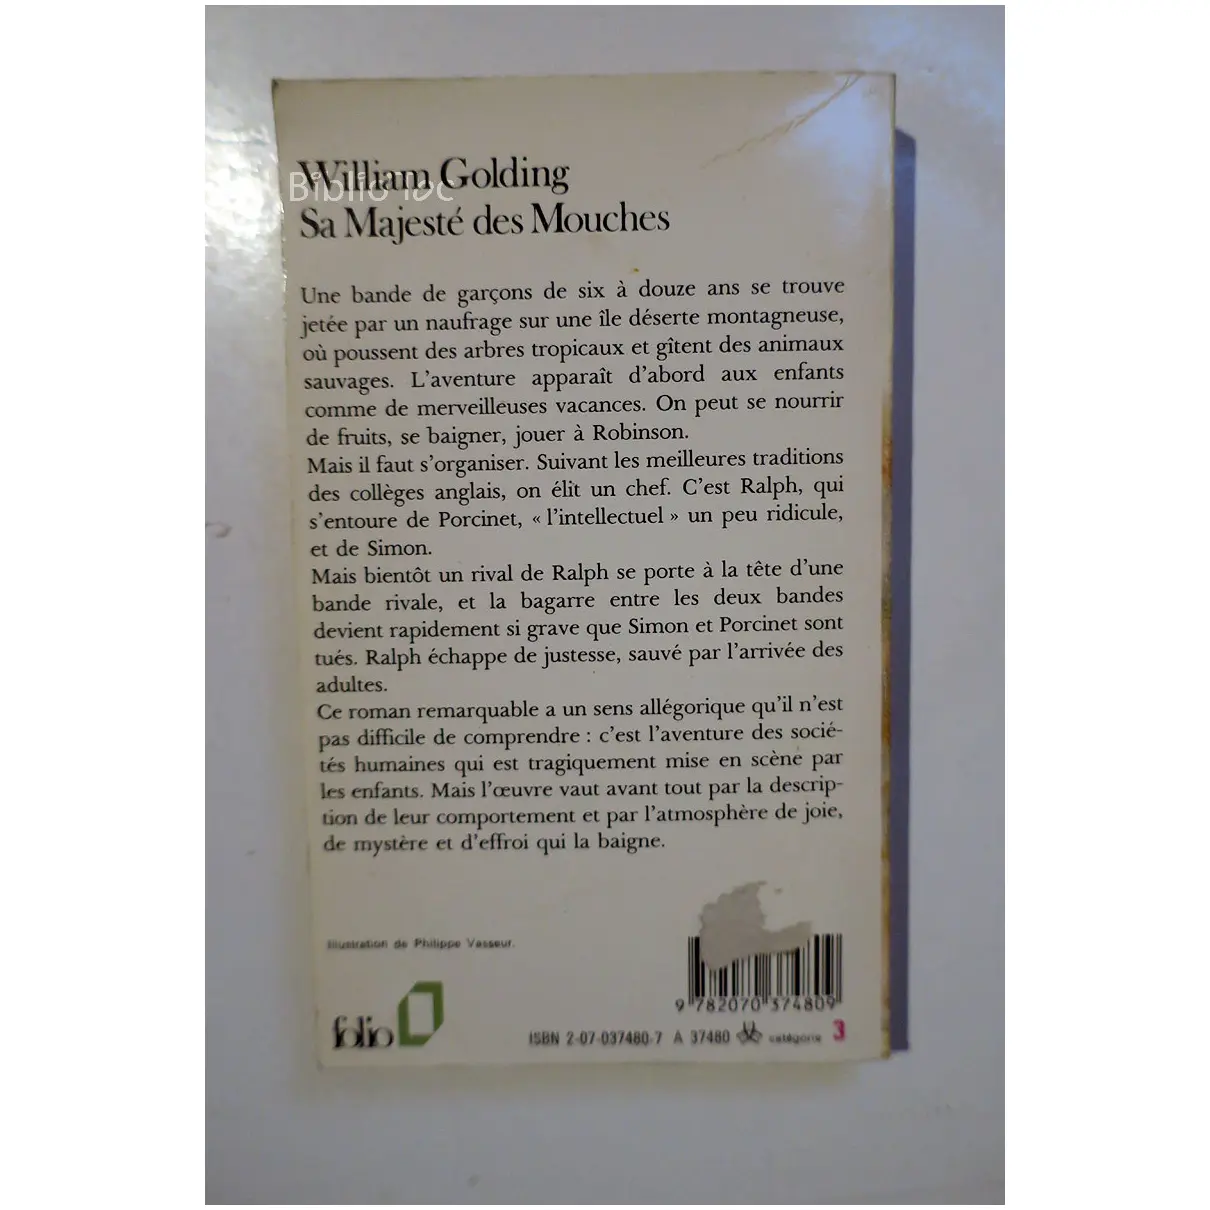 William Golding
Biblio Toc
Sa Majesté des Mouches
Une bande de garçons de six à douze ans se trouve
jetée par un naufrage sur une île déserte montagneuse,
où poussent des arbres tropicaux et gîtent des animaux
sauvages. L'aventure apparaît d'abord aux enfants
comme de merveilleuses vacances. On peut se nourrir
de fruits, se baigner, jouer à Robinson.
Mais il faut s'organiser. Suivant les meilleures traditions
des collèges anglais, on élit un chef. C'est Ralph, qui
s'entoure de Porcinet, « l'intellectuel » un peu ridicule,
et de Simon.
Mais bientôt un rival de Ralph se porte à la tête d'une
bande rivale, et la bagarre entre les deux bandes
devient rapidement si grave que Simon et Porcinet sont
tués. Ralph échappe de justesse, sauvé par l'arrivée des
adultes.
Ce roman remarquable a un sens allégorique qu'il n'est
pas difficile de comprendre : c'est l'aventure des socié-
tés humaines qui est tragiquement mise en scène par
les enfants. Mais l'œuvre vaut avant tout par la descrip-
tion de leur comportement et par l'atmosphère de joie,
de mystère et d'effroi qui la baigne.
Illustration de Philippe Vasseur.
9 782070 374809
folio
ISBN 2-07-037480-7 A 37480 catégorie 3